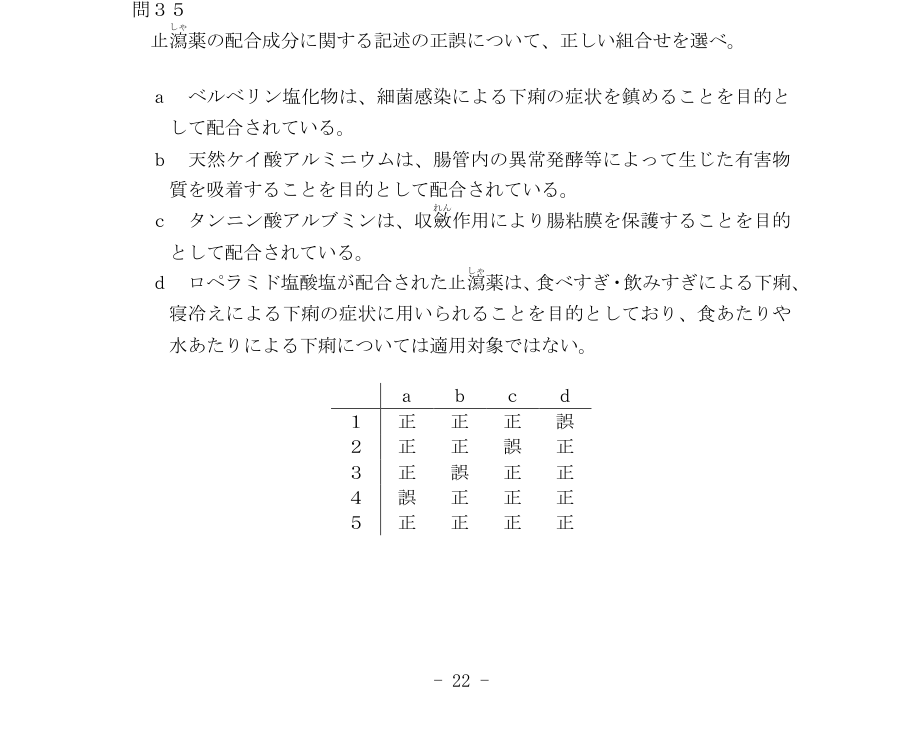 問３５
止瀉薬の配合成分に関する記述の正誤について、正しい組合せを選べ。
しゃ
ａ　ベルベリン塩化物は、細菌感染による下痢の症状を鎮めることを目的と
して配合されている。
ｂ　天然ケイ酸アルミニウムは、腸管内の異常発酵等によって生じた有害物
質を吸着することを目的として配合されている。
れん
ｃ　タンニン酸アルブミンは、収斂作用により腸粘膜を保護することを目的
として配合されている。
しゃ
ｄ　ロペラミド塩酸塩が配合された止瀉薬は、食べすぎ・飲みすぎによる下痢、
寝冷えによる下痢の症状に用いられることを目的としており、食あたりや
水あたりによる下痢については適用対象ではない。
ａ　ｂ　ｃ　ｄ
１　正　正　正　誤
２　正　正　誤　正
３　正　誤　正　正
４　誤　正　正　正
５　正　正　正　正
- 22 -